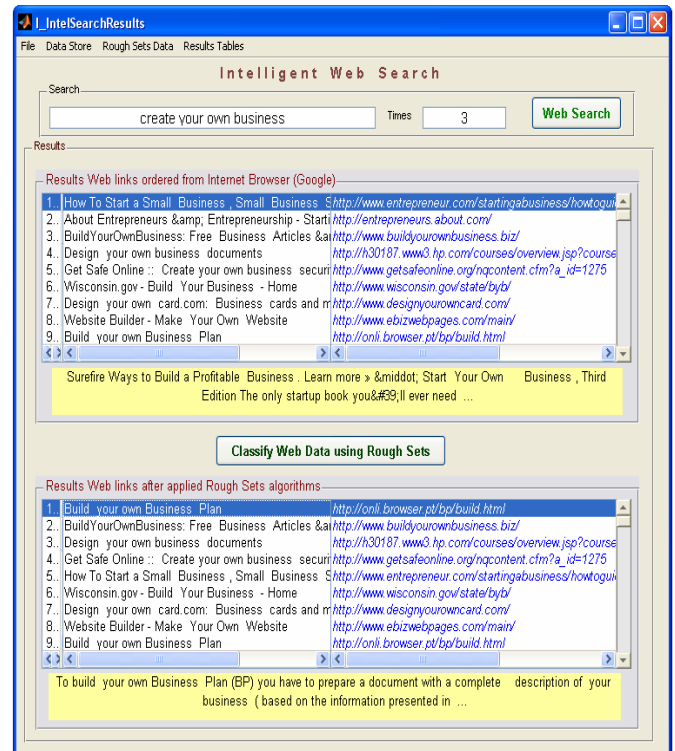 I_IntelSearchResults
File Data Store Rough Sets Data Results Tables
Intelligent Web Search
Search
create your own business Times 3 Web Search
Results
Results Web links ordered from Internet Browser (Google)
1.. How To Start a Small Business , Small Business S http://www.entrepreneur.com/startingabusiness/howtogui
2.. About Entrepreneurs &amp; Entrepreneurship - Starti http://entrepreneurs.about.com/
3.. BuildYourOwnBusiness: Free Business Articles &ai http://www.buildyourownbusiness.biz/
4.. Design your own business documents http://h30187.www3.hp.com/courses/overview.jsp?course
5.. Get Safe Online :: Create your own business securi http://www.getsafeonline.org/nqcontent.cfm?a_id=1275
6.. Wisconsin.gov - Build Your Business - Home http://www.wisconsin.gov/state/byb/
7.. Design your own card.com: Business cards and m http://www.designyourowncard.com/
8.. Website Builder - Make Your Own Website http://www.ebizwebpages.com/main/
9.. Build your own Business Plan http://onli.browser.pt/bp/build.html
Surefire Ways to Build a Profitable Business . Learn more » &middot; Start Your Own Business , Third
Edition The only startup book you&#39;ll ever need ...
Classify Web Data using Rough Sets
Results Web links after applied Rough Sets algorithms
1.. Build your own Business Plan http://onli.browser.pt/bp/build.html
2.. BuildYourOwnBusiness: Free Business Articles &ai http://www.buildyourownbusiness.biz/
3.. Design your own business documents http://h30187.www3.hp.com/courses/overview.jsp?course
4.. Get Safe Online :: Create your own business securi http://www.getsafeonline.org/nqcontent.cfm?a_id=1275
5.. How To Start a Small Business , Small Business S http://www.entrepreneur.com/startingabusiness/howtogui
6.. Wisconsin.gov - Build Your Business - Home http://www.wisconsin.gov/state/byb/
7.. Design your own card.com: Business cards and m http://www.designyourowncard.com/
8.. Website Builder - Make Your Own Website http://www.ebizwebpages.com/main/
9.. Build your own Business Plan http://onli.browser.pt/bp/build.html
To build your own Business Plan (BP) you have to prepare a document with a complete description of your
business ( based on the information presented in ...